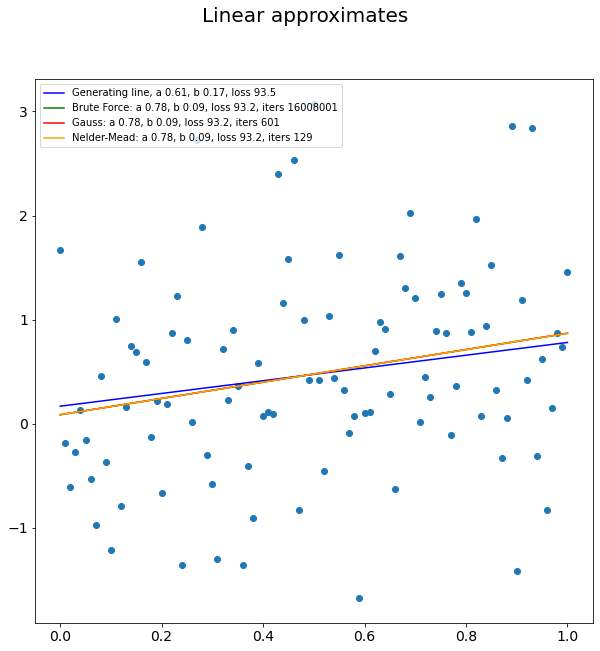 Linear approximates
Generating line, a 0.61, b 0.17, loss 93.5
Brute Force: a 0.78, b 0.09, loss 93.2, iters 16008001
Gauss: a 0.78, b 0.09, loss 93.2, iters 601
Nelder-Mead: a 0.78, b 0.09, loss 93.2, iters 129
3
2
1
0
−1
0.0 0.2 0.4 0.6 0.8 1.0